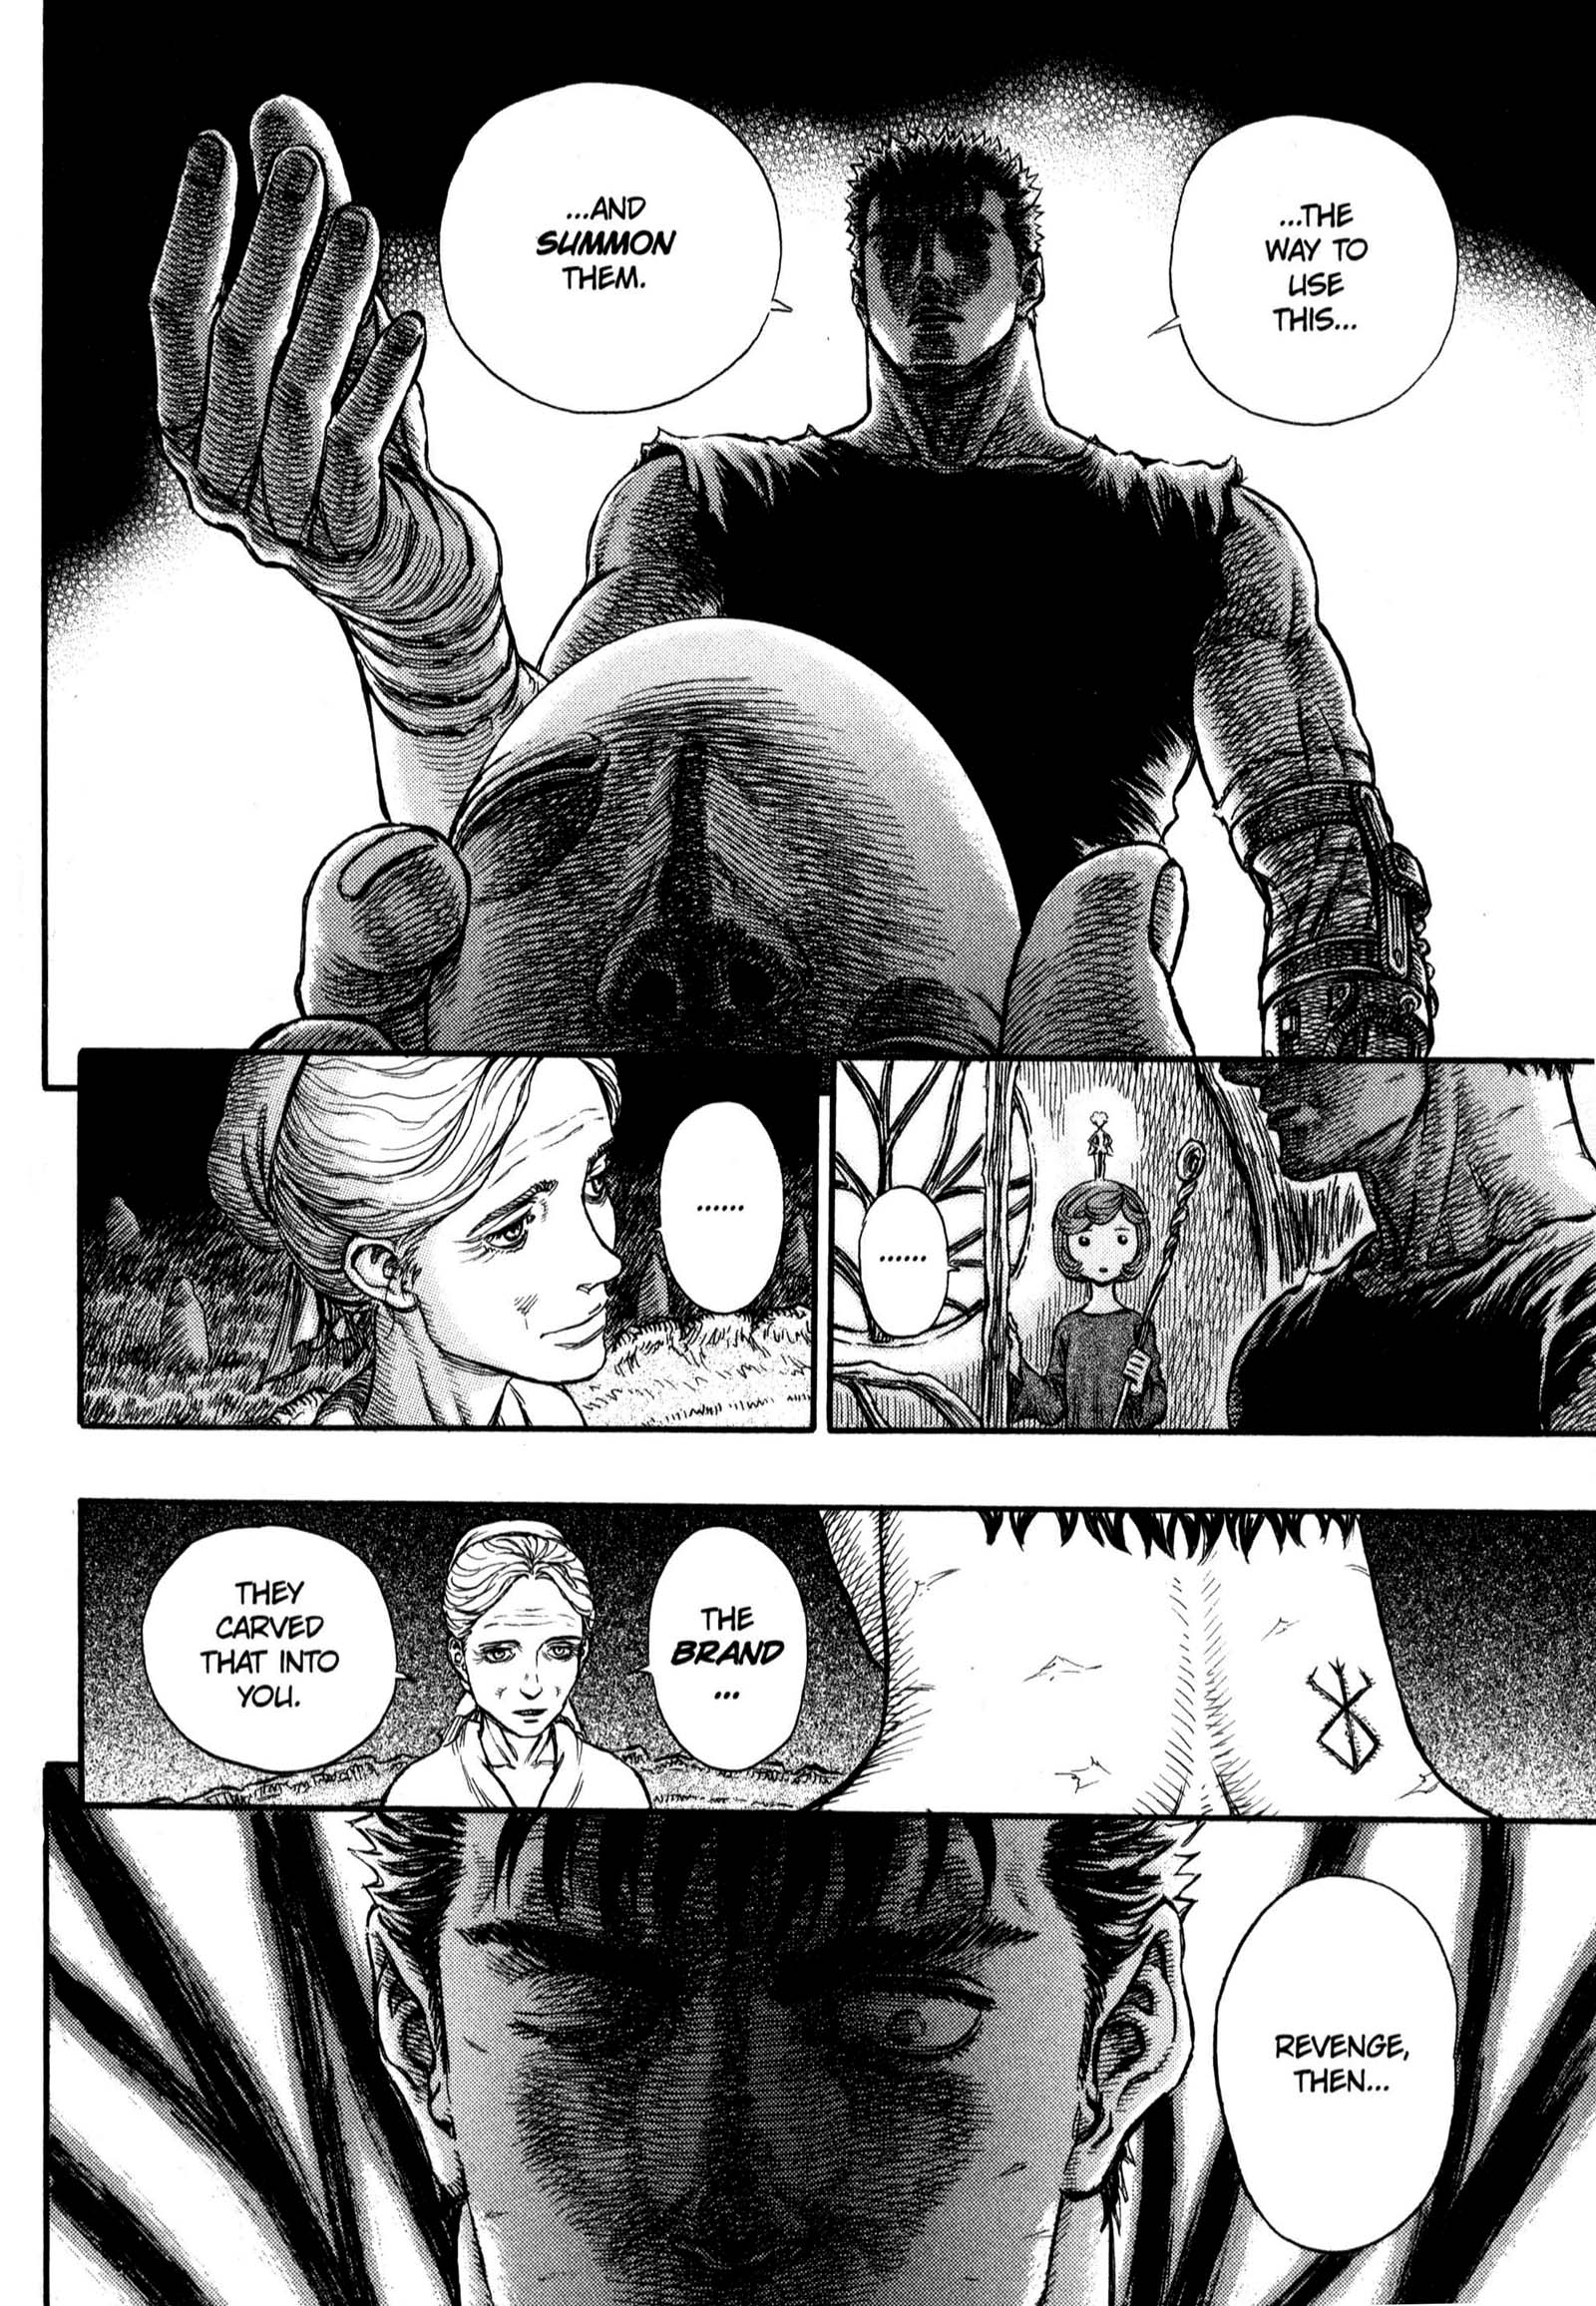 ...THE
WAY TO
USE
THIS...
...AND
SUMMON
THEM.
......
......
THE
BRAND
...
THEY
CARVED
THAT INTO
YOU.
REVENGE,
THEN...